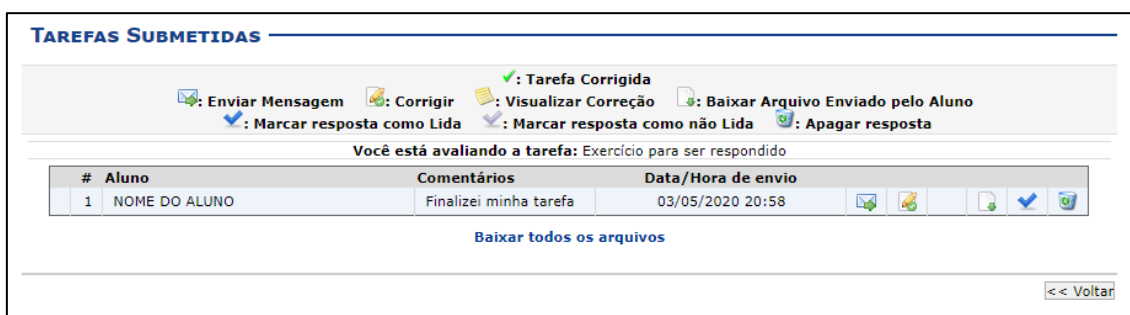 TAREFAS SUBMETIDAS
: Tarefa Corrigida
: Enviar Mensagem : Corrigir : Visualizar Correção : Baixar Arquivo Enviado pelo Aluno
: Marcar resposta como Lida : Marcar resposta como não Lida : Apagar resposta
Você está avaliando a tarefa: Exercício para ser respondido
# Aluno Comentários Data/Hora de envio
1 NOME DO ALUNO Finalizei minha tarefa 03/05/2020 20:58
Baixar todos os arquivos
<< Voltar